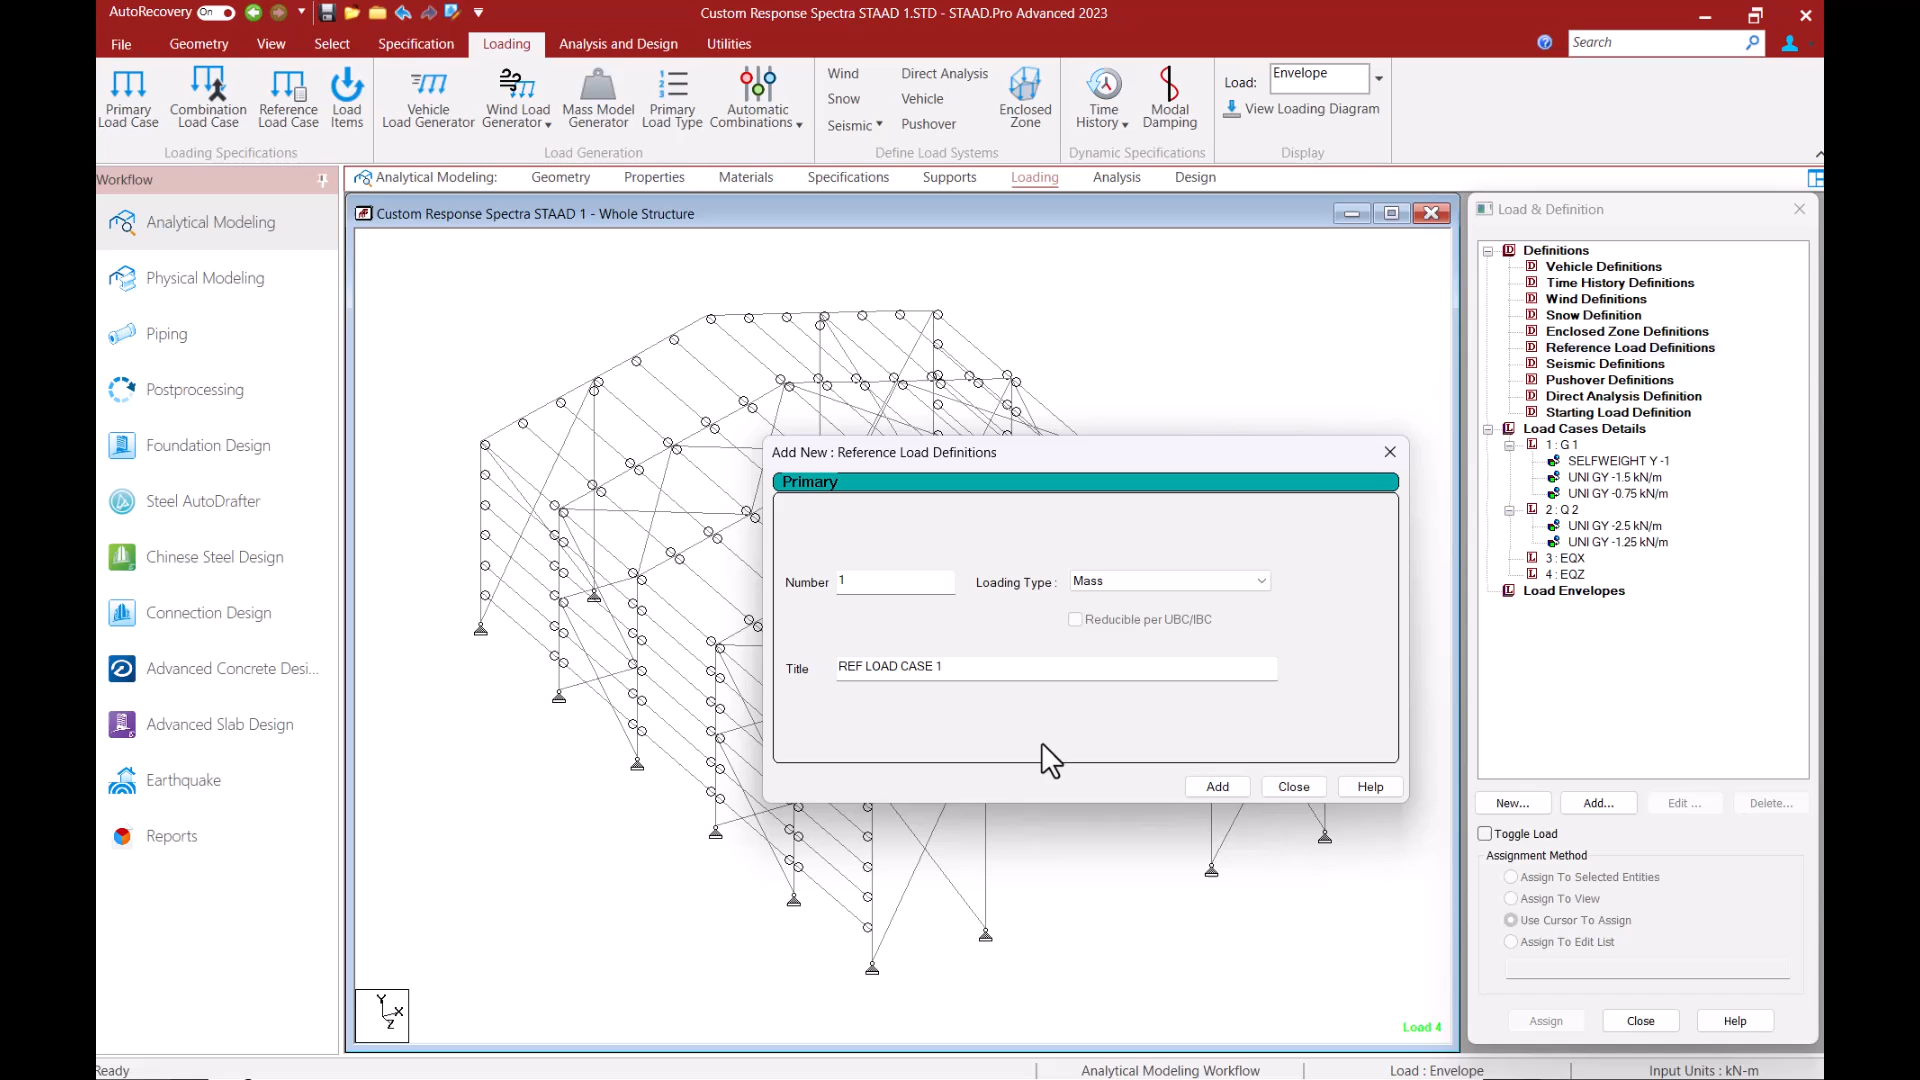 AutoRecovery On
Custom Response Spectra STAAD 1.STD - STAAD.Pro Advanced 2023
File
Geometry
View
Select
Specification
Loading
Analysis and Design
Utilities
Search
Primary
Load Case
Combination
Load Case
Reference
Load Case
Load
Items
Loading Specifications
Vehicle
Load Generator
Wind Load
Generator
Mass Model
Generator
Primary
Load Type
Automatic
Combinations
Load Generation
Wind
Snow
Seismic
Direct Analysis
Vehicle
Pushover
Enclosed
Zone
Define Load Systems
Time
History
Modal
Damping
Dynamic Specifications
Load: Envelope
View Loading Diagram
Display
Workflow
Analytical Modeling
Physical Modeling
Piping
Postprocessing
Foundation Design
Steel AutoDrafter
Chinese Steel Design
Connection Design
Advanced Concrete Desi...
Advanced Slab Design
Earthquake
Reports
Analytical Modeling: Geometry Properties Materials Specifications Supports Loading Analysis Design
Custom Response Spectra STAAD 1 - Whole Structure
Add New : Reference Load Definitions
Primary
Number 1 Loading Type : Mass
Reducible per UBC/IBC
Title REF LOAD CASE 1
Add Close Help
Y
X
Z
Load 4
Load & Definition
Definitions
Vehicle Definitions
Time History Definitions
Wind Definitions
Snow Definition
Enclosed Zone Definitions
Reference Load Definitions
Seismic Definitions
Pushover Definitions
Direct Analysis Definition
Starting Load Definition
Load Cases Details
1 : G 1
SELFWEIGHT Y -1
UNI GY -1.5 kN/m
UNI GY -0.75 kN/m
2 : Q 2
UNI GY -2.5 kN/m
UNI GY -1.25 kN/m
3 : EQX
4 : EQZ
Load Envelopes
New... Add... Edit ... Delete...
Toggle Load
Assignment Method
Assign To Selected Entities
Assign To View
Use Cursor To Assign
Assign To Edit List
Assign Close Help
Ready
Analytical Modeling Workflow
Load : Envelope
Input Units : kN-m